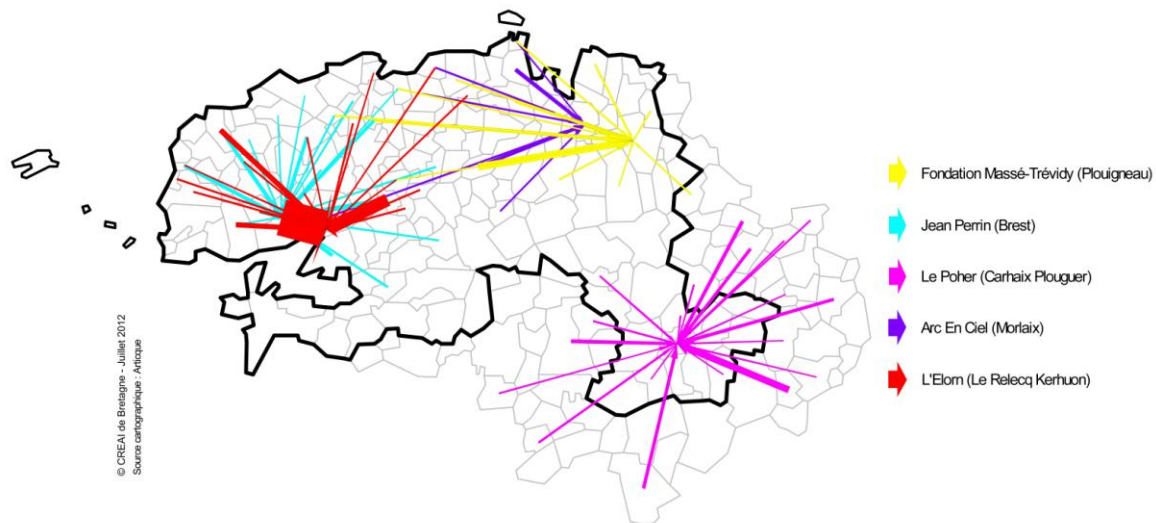 Fondation Massé-Trévidy (Plouigneau)
Jean Perrin (Brest)
Le Poher (Carhaix Plouguer)
Arc En Ciel (Morlaix)
L'Elorn (Le Relecq Kerhuon)
© CREAI de Bretagne - Juillet 2012
Source cartographique : Articque